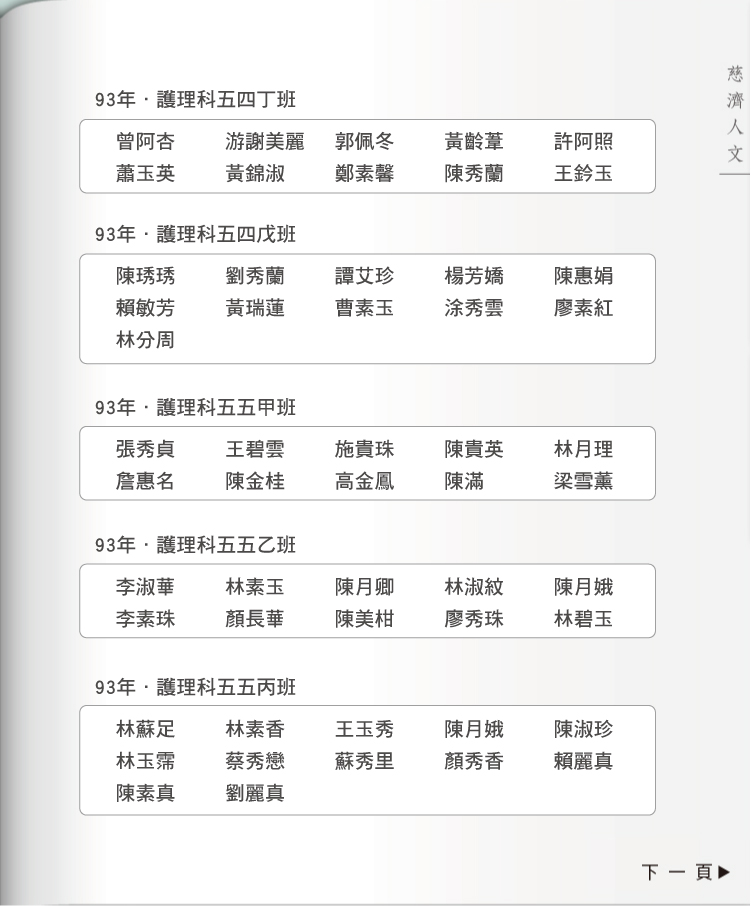 慈濟人文
93年・護理科五四丁班
曾阿杏 游謝美麗 郭佩冬 黃齡葦 許阿照
蕭玉英 黃錦淑 鄭素馨 陳秀蘭 王鈴玉
93年・護理科五四戊班
陳琇琇 劉秀蘭 譚艾珍 楊芳嬌 陳惠娟
賴敏芳 黃瑞蓮 曹素玉 涂秀雲 廖素紅
林分周
93年・護理科五五甲班
張秀貞 王碧雲 施貴珠 陳貴英 林月理
詹惠名 陳金桂 高金鳳 陳滿 梁雪薰
93年・護理科五五乙班
李淑華 林素玉 陳月卿 林淑紋 陳月娥
李素珠 顏長華 陳美柑 廖秀珠 林碧玉
93年・護理科五五丙班
林蘇足 林素香 王玉秀 陳月娥 陳淑珍
林玉霈 蔡秀戀 蘇秀里 顏秀香 賴麗真
陳素真 劉麗真
下一頁▶